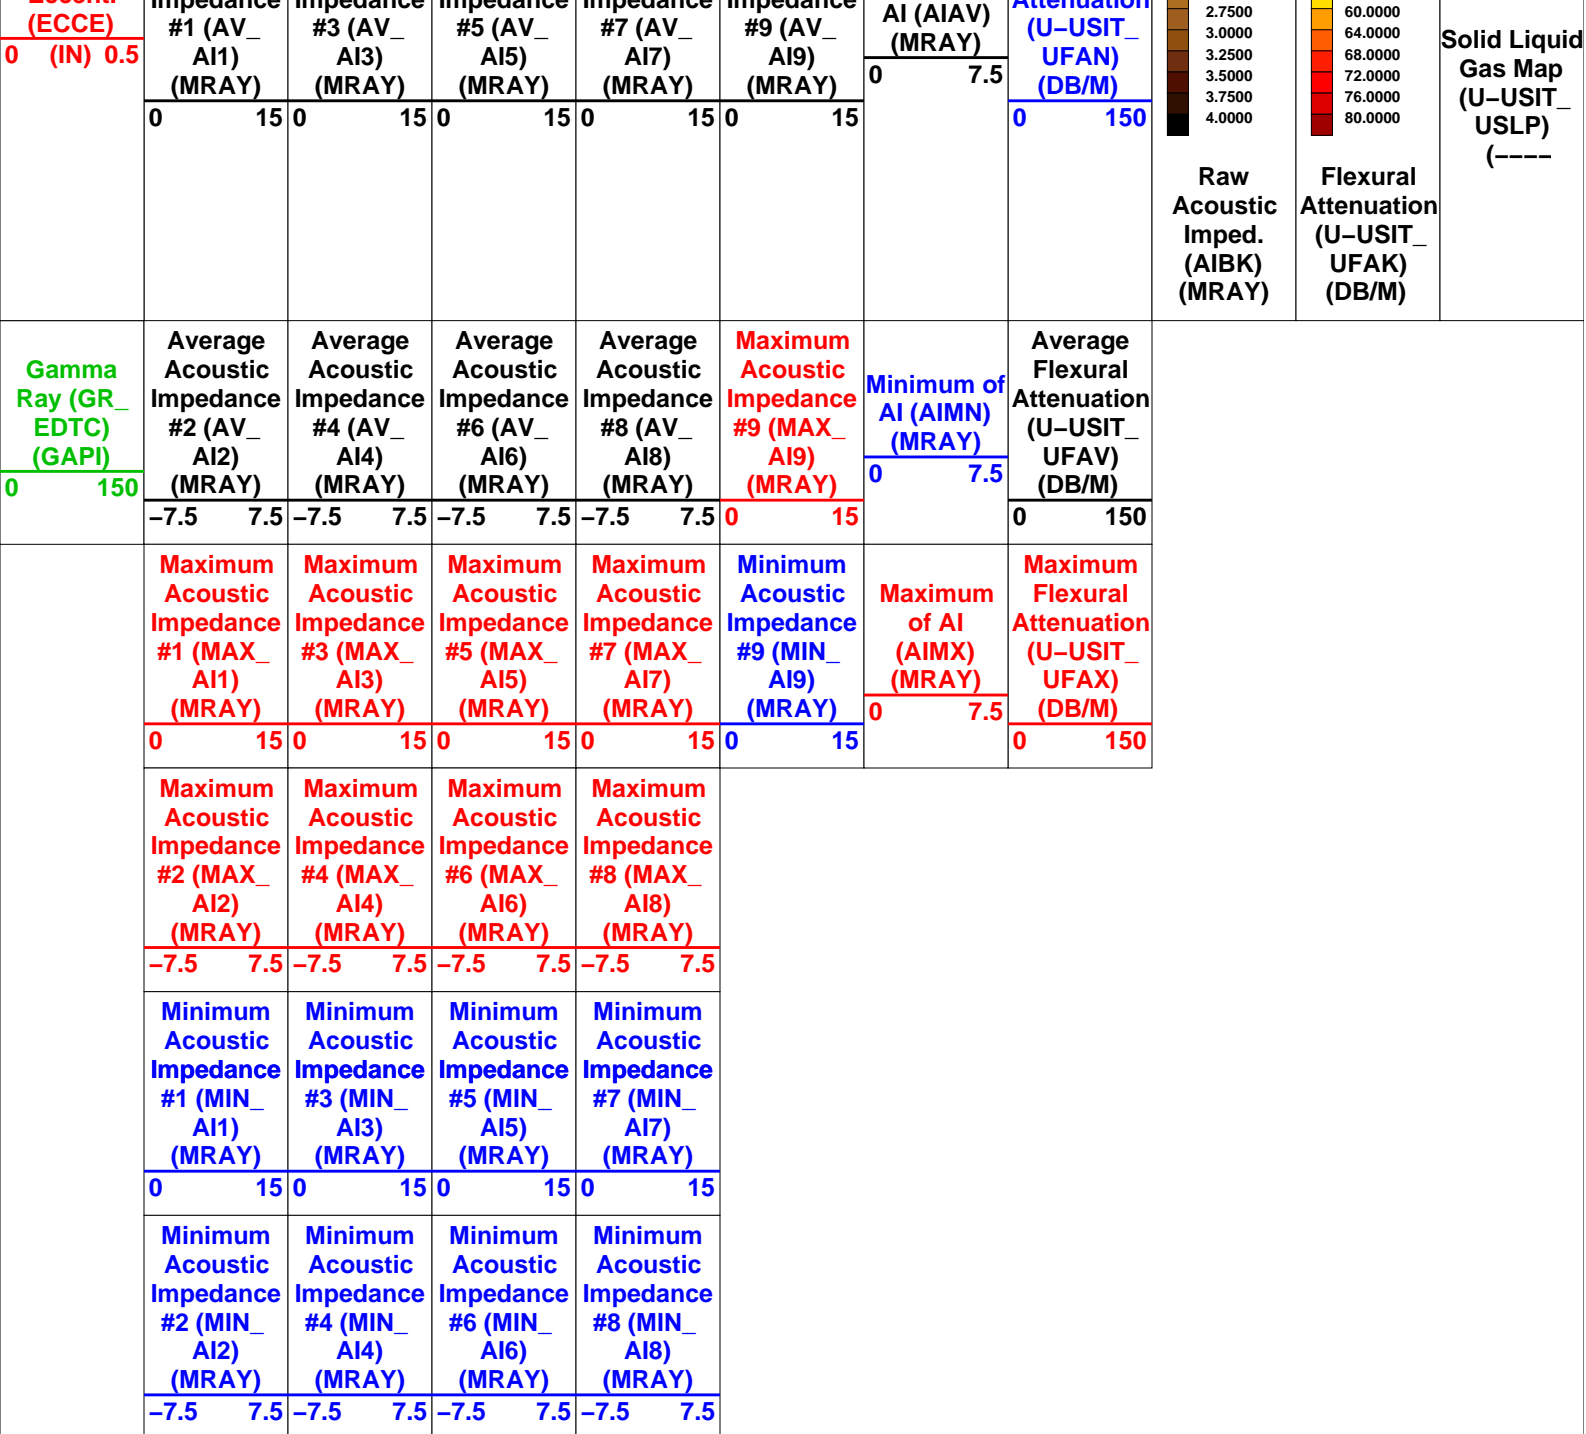 (ECCE)
0 (IN) 0.5
#1 (AV_
AI1)
(MRAY)
0 15
#3 (AV_
AI3)
(MRAY)
0 15
#5 (AV_
AI5)
(MRAY)
0 15
#7 (AV_
AI7)
(MRAY)
0 15
#9 (AV_
AI9)
(MRAY)
0 15
AI (AIAV)
(MRAY)
0 7.5
Attenuation
(U−USIT_
UFAN)
(DB/M)
0 150
2.7500
3.0000
3.2500
3.5000
3.7500
4.0000
Raw
Acoustic
Imped.
(AIBK)
(MRAY)
60.0000
64.0000
68.0000
72.0000
76.0000
80.0000
Flexural
Attenuation
(U−USIT_
UFAK)
(DB/M)
Solid Liquid
Gas Map
(U−USIT_
USLP)
(−−−−
Gamma
Ray (GR_
EDTC)
(GAPI)
0 150
Average
Acoustic
Impedance
#2 (AV_
AI2)
(MRAY)
−7.5 7.5
Average
Acoustic
Impedance
#4 (AV_
AI4)
(MRAY)
−7.5 7.5
Average
Acoustic
Impedance
#6 (AV_
AI6)
(MRAY)
−7.5 7.5
Average
Acoustic
Impedance
#8 (AV_
AI8)
(MRAY)
−7.5 7.5
Maximum
Acoustic
Impedance
#9 (MAX_
AI9)
(MRAY)
0 15
Minimum of
AI (AIMN)
(MRAY)
0 7.5
Average
Flexural
Attenuation
(U−USIT_
UFAV)
(DB/M)
0 150
Maximum
Acoustic
Impedance
#1 (MAX_
AI1)
(MRAY)
0 15
Maximum
Acoustic
Impedance
#3 (MAX_
AI3)
(MRAY)
0 15
Maximum
Acoustic
Impedance
#5 (MAX_
AI5)
(MRAY)
0 15
Maximum
Acoustic
Impedance
#7 (MAX_
AI7)
(MRAY)
0 15
Minimum
Acoustic
Impedance
#9 (MIN_
AI9)
(MRAY)
0 15
Maximum
of AI
(AIMX)
(MRAY)
0 7.5
Maximum
Flexural
Attenuation
(U−USIT_
UFAX)
(DB/M)
0 150
Maximum
Acoustic
Impedance
#2 (MAX_
AI2)
(MRAY)
−7.5 7.5
Maximum
Acoustic
Impedance
#4 (MAX_
AI4)
(MRAY)
−7.5 7.5
Maximum
Acoustic
Impedance
#6 (MAX_
AI6)
(MRAY)
−7.5 7.5
Maximum
Acoustic
Impedance
#8 (MAX_
AI8)
(MRAY)
−7.5 7.5
Minimum
Acoustic
Impedance
#1 (MIN_
AI1)
(MRAY)
0 15
Minimum
Acoustic
Impedance
#3 (MIN_
AI3)
(MRAY)
0 15
Minimum
Acoustic
Impedance
#5 (MIN_
AI5)
(MRAY)
0 15
Minimum
Acoustic
Impedance
#7 (MIN_
AI7)
(MRAY)
0 15
Minimum
Acoustic
Impedance
#2 (MIN_
AI2)
(MRAY)
−7.5 7.5
Minimum
Acoustic
Impedance
#4 (MIN_
AI4)
(MRAY)
−7.5 7.5
Minimum
Acoustic
Impedance
#6 (MIN_
AI6)
(MRAY)
−7.5 7.5
Minimum
Acoustic
Impedance
#8 (MIN_
AI8)
(MRAY)
−7.5 7.5